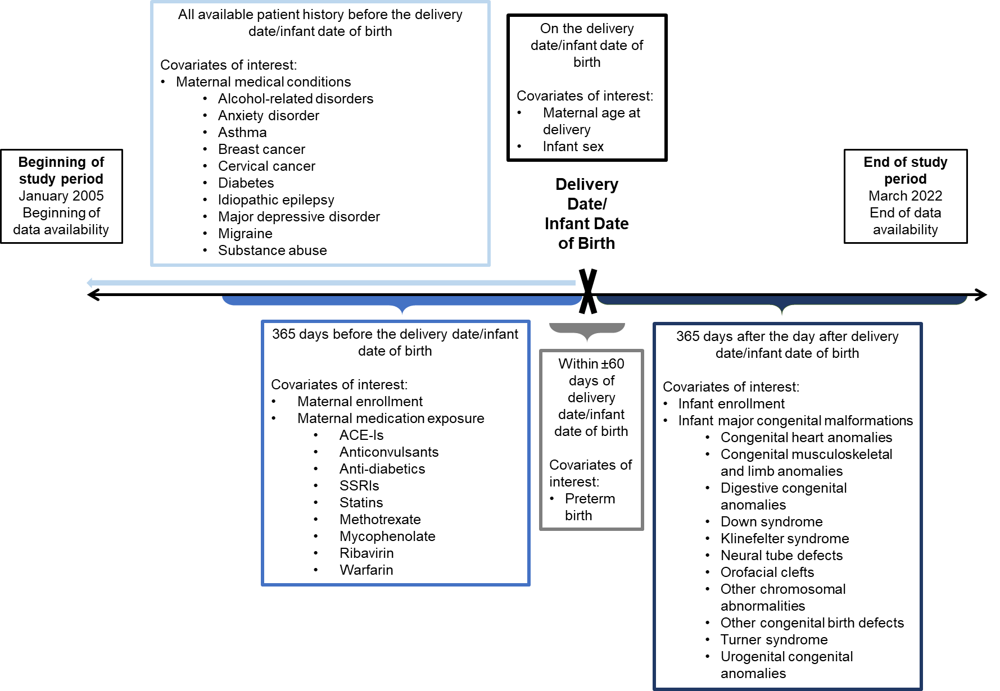 All available patient history before the delivery
date/infant date of birth
Covariates of interest:
• Maternal medical conditions
• Alcohol-related disorders
• Anxiety disorder
• Asthma
• Breast cancer
• Cervical cancer
• Diabetes
• Idiopathic epilepsy
• Major depressive disorder
• Migraine
• Substance abuse
On the delivery
date/infant date of
birth
Covariates of interest:
• Maternal age at
delivery
• Infant sex
Beginning of
study period
January 2005
Beginning of
data availability
Delivery
Date/
Infant Date
of Birth
End of study
period
March 2022
End of data
availability
365 days before the delivery date/infant
date of birth
Covariates of interest:
• Maternal enrollment
• Maternal medication exposure
• ACE-Is
• Anticonvulsants
• Anti-diabetics
• SSRIs
• Statins
• Methotrexate
• Mycophenolate
• Ribavirin
• Warfarin
Within ±60
days of
delivery
date/infant
date of birth
Covariates of
interest:
• Preterm
birth
365 days after the day after delivery
date/infant date of birth
Covariates of interest:
• Infant enrollment
• Infant major congenital malformations
• Congenital heart anomalies
• Congenital musculoskeletal
and limb anomalies
• Digestive congenital
anomalies
• Down syndrome
• Klinefelter syndrome
• Neural tube defects
• Orofacial clefts
• Other chromosomal
abnormalities
• Other congenital birth defects
• Turner syndrome
• Urogenital congenital
anomalies